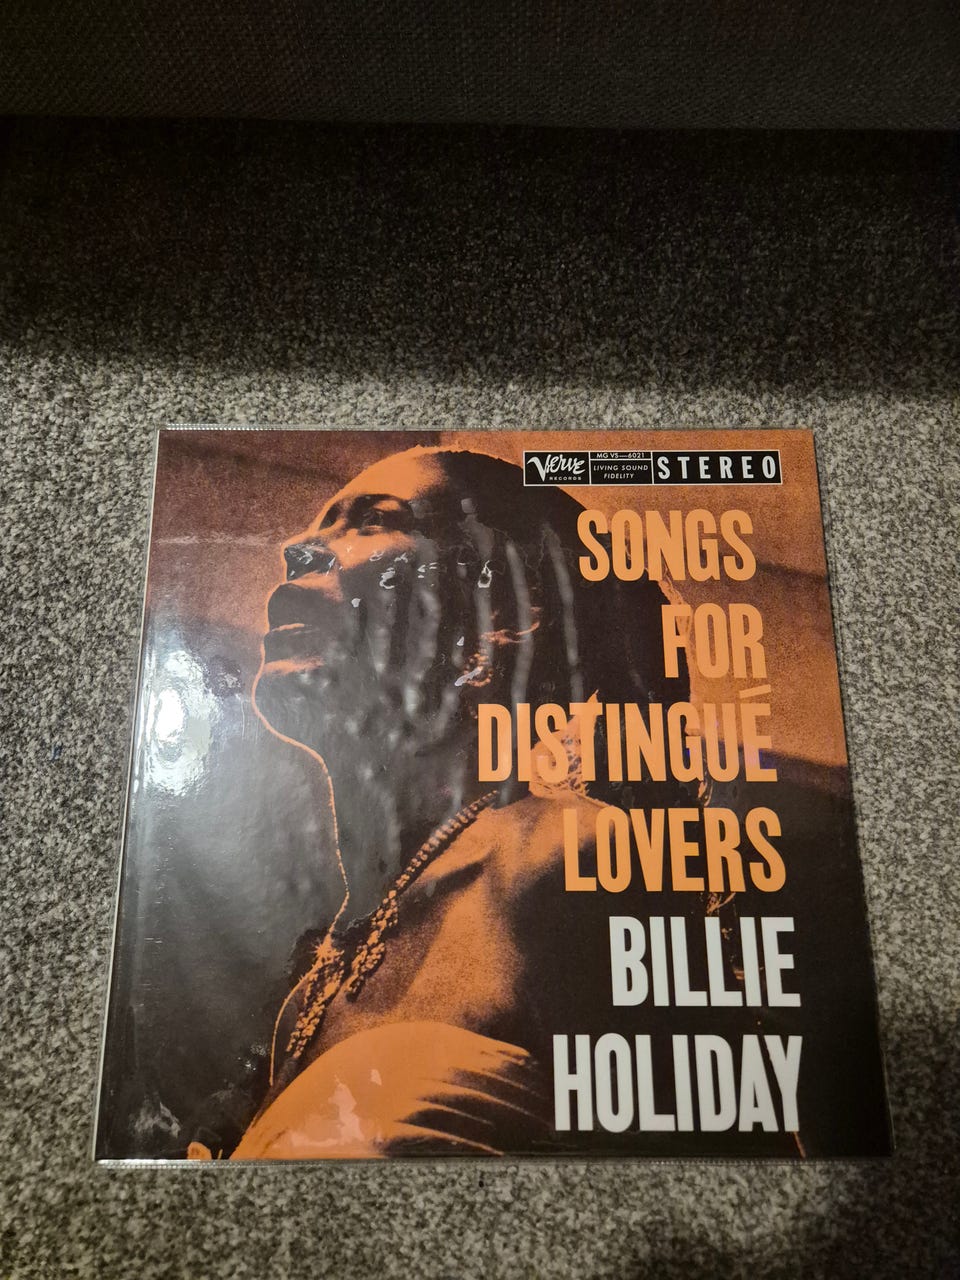 Verve
RECORDS
MG VS—6021
LIVING SOUND
FIDELITY
STEREO
SONGS
FOR
DISTINGUÉ
LOVERS
BILLIE
HOLIDAY